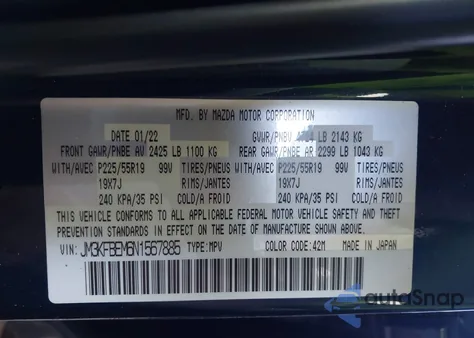 MFD. BY MAZDA MOTOR CORPORATION
DATE 01/22 GVWR/PNBV 4724 LB 2143 KG
FRONT GAWR/PNBE AV 2425 LB 1100 KG REAR GAWR/PNBE AR 2299 LB 1043 KG
WITH/AVEC P225/55R19 99V TIRES/PNEUS WITH/AVEC P225/55R19 99V TIRES/PNEUS
19X7J RIMS/JANTES 19X7J RIMS/JANTES
240 KPA/35 PSI COLD/A FROID 240 KPA/35 PSI COLD/A FROID
THIS VEHICLE CONFORMS TO ALL APPLICABLE FEDERAL MOTOR VEHICLE SAFETY AND THEFT
PREVENTION STANDARDS IN EFFECT ON THE DATE OF MANUFACTURE SHOWN ABOVE.
VIN: JM3KFBEM6N1567885 TYPE: MPV COLOR CODE: 42M MADE IN JAPAN
autoSnap